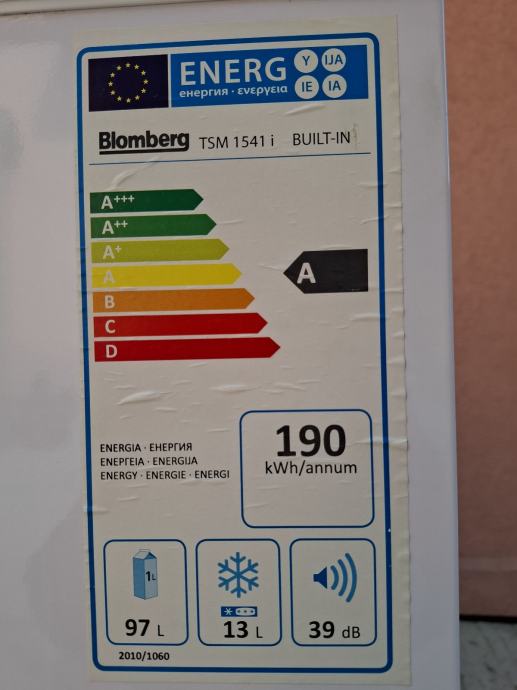 ENERG Y IJA IE IA
енергия · ενεργεια
Blomberg TSM 1541 i BUILT-IN
A+++
A++
A+
A
A
B
C
D
190
kWh/annum
ENERGIA · ЕНЕРГИЯ
ΕΝΕΡΓΕΙΑ · ENERGIJA
ENERGY · ENERGIE · ENERGI
1L
97 L
13 L
39 dB
2010/1060